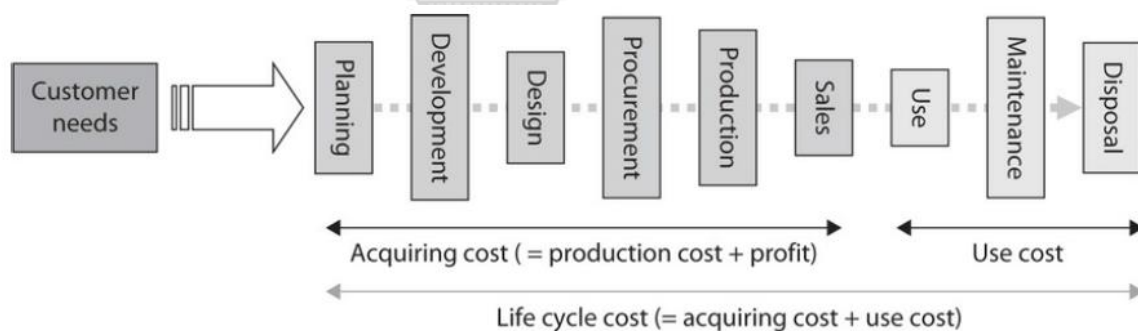 Customer
needs
Planning
Development
Design
Procurement
Production
Sales
Use
Maintenance
Disposal
Acquiring cost ( = production cost + profit)
Use cost
Life cycle cost (= acquiring cost + use cost)